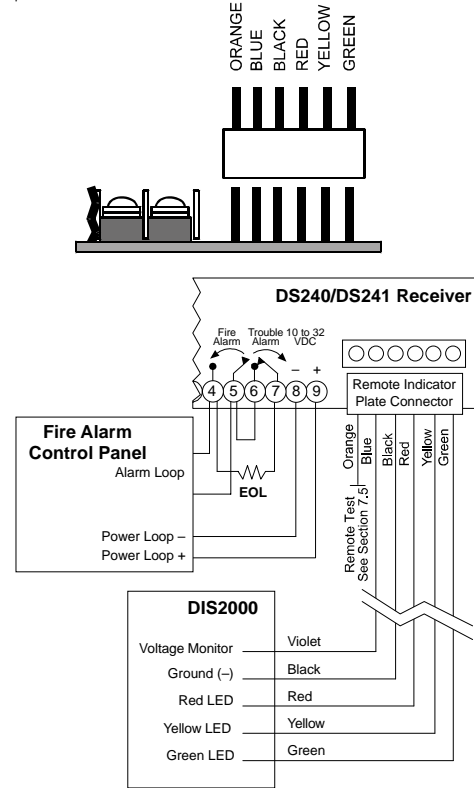 ORANGE
BLUE
BLACK
RED
YELLOW
GREEN
DS240/DS241 Receiver
Fire Alarm
Trouble Alarm
10 to 32 VDC
– +
4 5 6 7 8 9
Remote Indicator
Plate Connector
Fire Alarm
Control Panel
Alarm Loop
EOL
Power Loop –
Power Loop +
Orange
Blue
Black
Red
Yellow
Green
Remote Test
See Section 7.5
DIS2000
Voltage Monitor
Violet
Ground (–)
Black
Red LED
Red
Yellow LED
Yellow
Green LED
Green